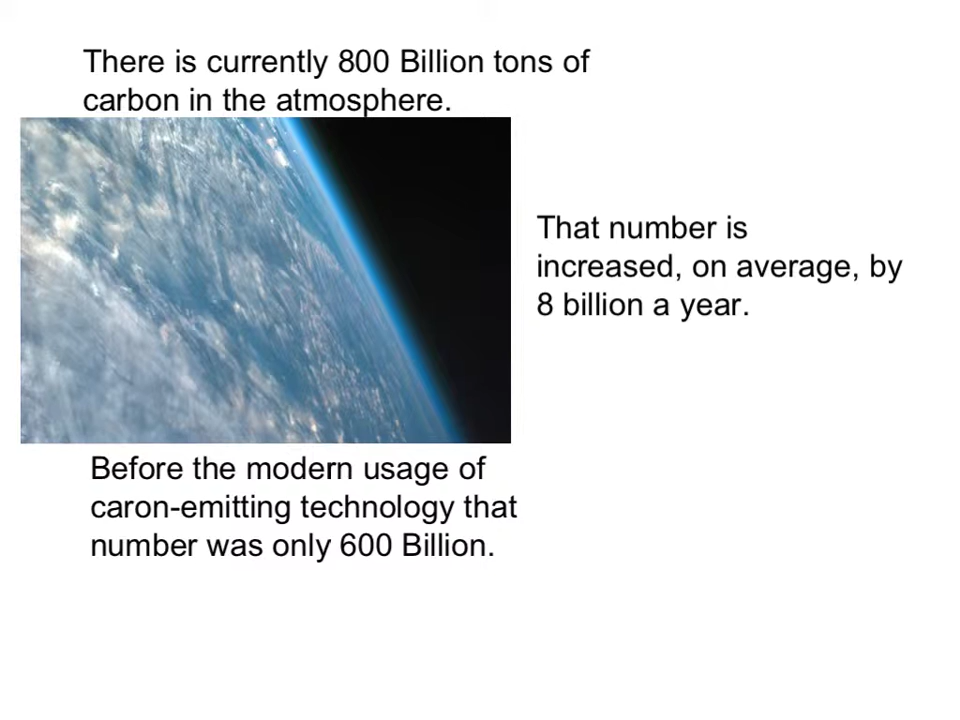 There is currently 800 Billion tons of
carbon in the atmosphere.
That number is
increased, on average, by
8 billion a year.
Before the modern usage of
caron-emitting technology that
number was only 600 Billion.